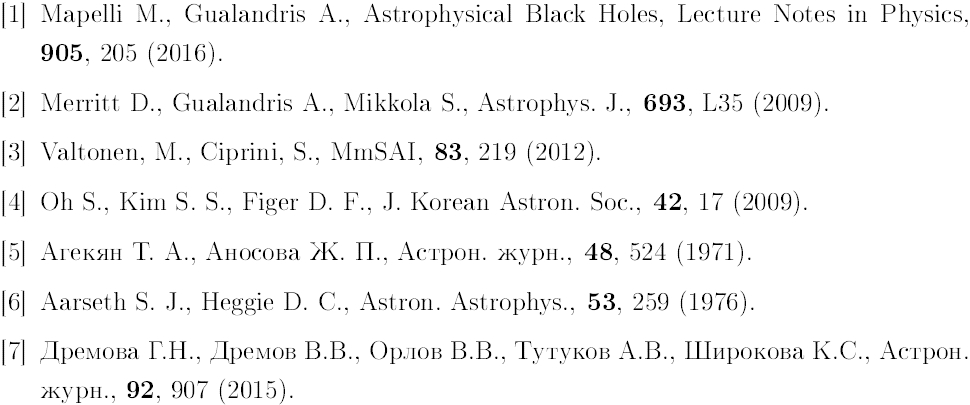 [1] Mapelli M., Gualandris A., Astrophysical Black Holes, Lecture Notes in Physics,
905, 205 (2016).
[2] Merritt D., Gualandris A., Mikkola S., Astrophys. J., 693, L35 (2009).
[3] Valtonen, M., Ciprini, S., MmSAI, 83, 219 (2012).
[4] Oh S., Kim S. S., Figer D. F., J. Korean Astron. Soc., 42, 17 (2009).
[5] Агекян Т. А., Аносова Ж. П., Астрон. журн., 48, 524 (1971).
[6] Aarseth S. J., Heggie D. C., Astron. Astrophys., 53, 259 (1976).
[7] Дремова Г.Н., Дремов В.В., Орлов В.В., Тутуков А.В., Широкова К.С., Астрон.
журн., 92, 907 (2015).